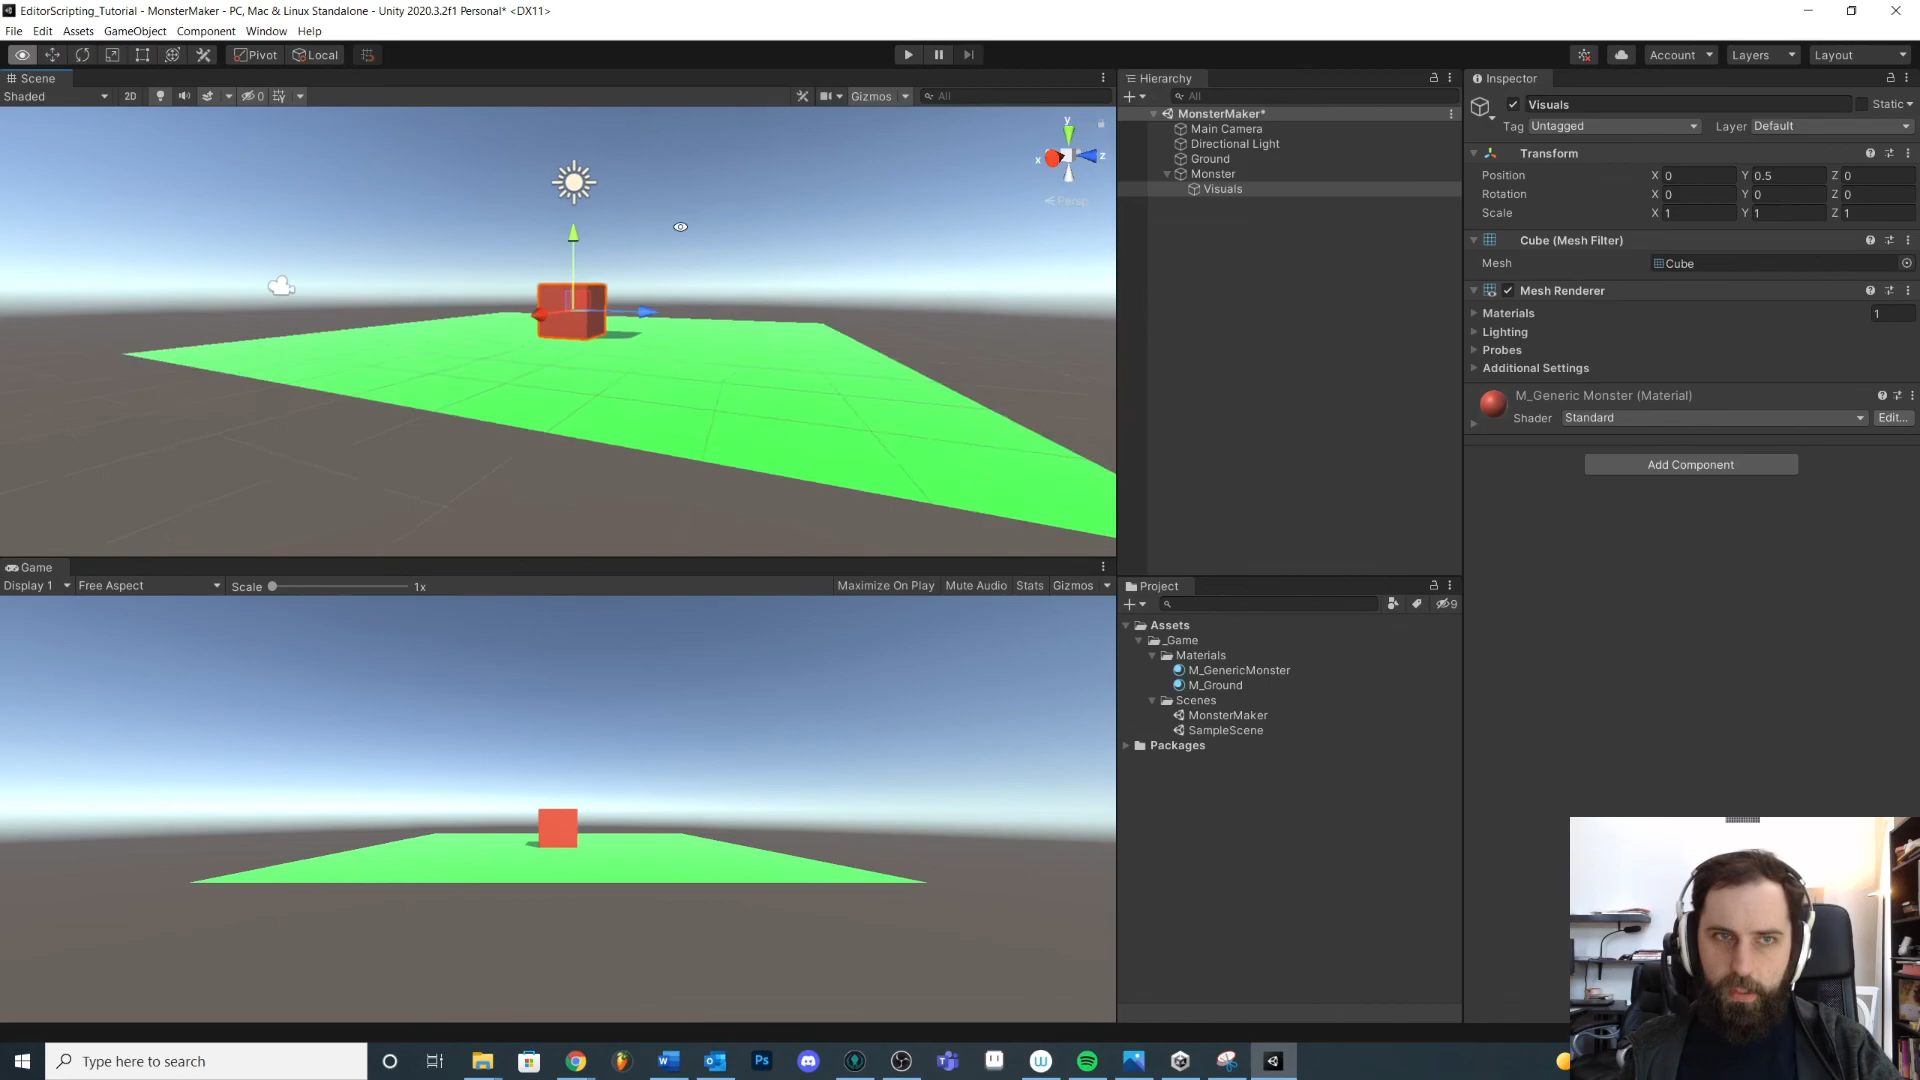 EditorScripting_Tutorial - MonsterMaker - PC, Mac & Linux Standalone - Unity 2020.3.2f1 Personal* <DX11>
File Edit Assets GameObject Component Window Help
Pivot Local Account Layers Layout
Scene
Shaded 2D 0 Gizmos All
y
x z
Persp
Game
Display 1 Free Aspect Scale 1x Maximize On Play Mute Audio Stats Gizmos
Hierarchy
All
MonsterMaker*
Main Camera
Directional Light
Ground
Monster
Visuals
Project
9
Assets
_Game
Materials
M_GenericMonster
M_Ground
Scenes
MonsterMaker
SampleScene
Packages
Inspector
Visuals Static
Tag Untagged Layer Default
Transform
Position X 0 Y 0.5 Z 0
Rotation X 0 Y 0 Z 0
Scale X 1 Y 1 Z 1
Cube (Mesh Filter)
Mesh Cube
Mesh Renderer
Materials 1
Lighting
Probes
Additional Settings
M_Generic Monster (Material)
Shader Standard Edit...
Add Component
Type here to search